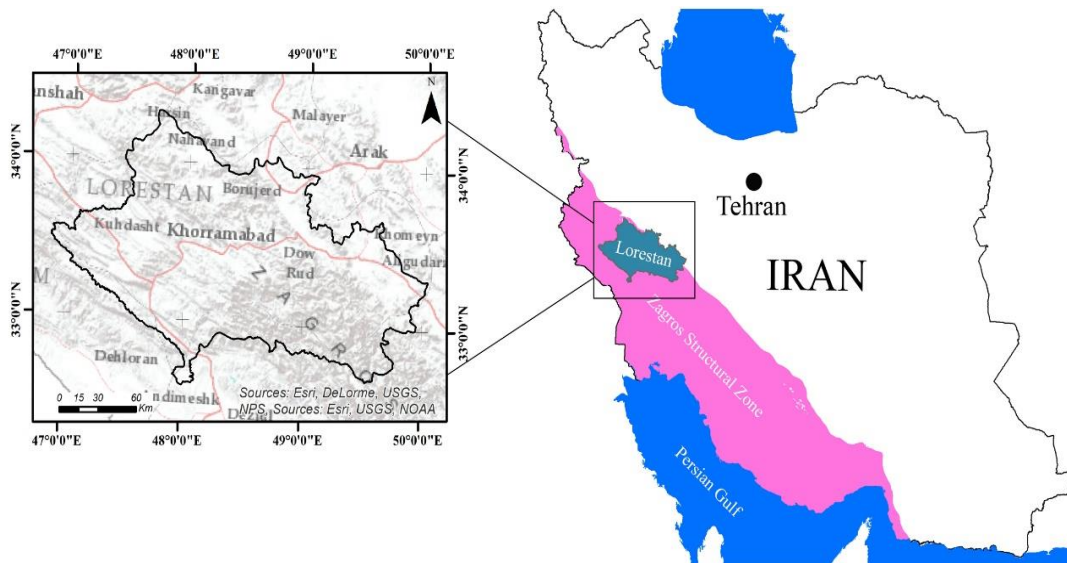 47°0'0"E
48°0'0"E
49°0'0"E
50°0'0"E
N
anshah
Kangavar
Harsin
Malayer
Nahavand
Arak
34°0'0"N
34°0'0"N
LORESTAN
Borujerd
Kuhdasht
Khorramabad
Khomeyn
Dow
Rud
Aligudarz
M
Z
A
G
R
33°0'0"N
33°0'0"N
Dehloran
ndimeshk
0 15 30 60
Km
Sources: Esri, DeLorme, USGS,
NPS, Sources: Esri, USGS, NOAA
47°0'0"E
48°0'0"E
49°0'0"E
50°0'0"E
Tehran
IRAN
Lorestan
Zagros Structural Zone
Persian Gulf